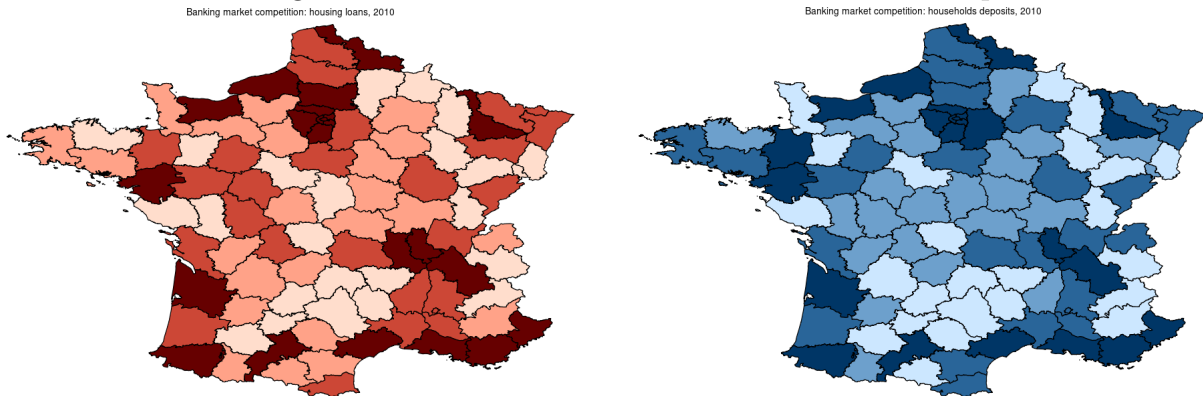 Banking market competition: housing loans, 2010
Banking market competition: households deposits, 2010